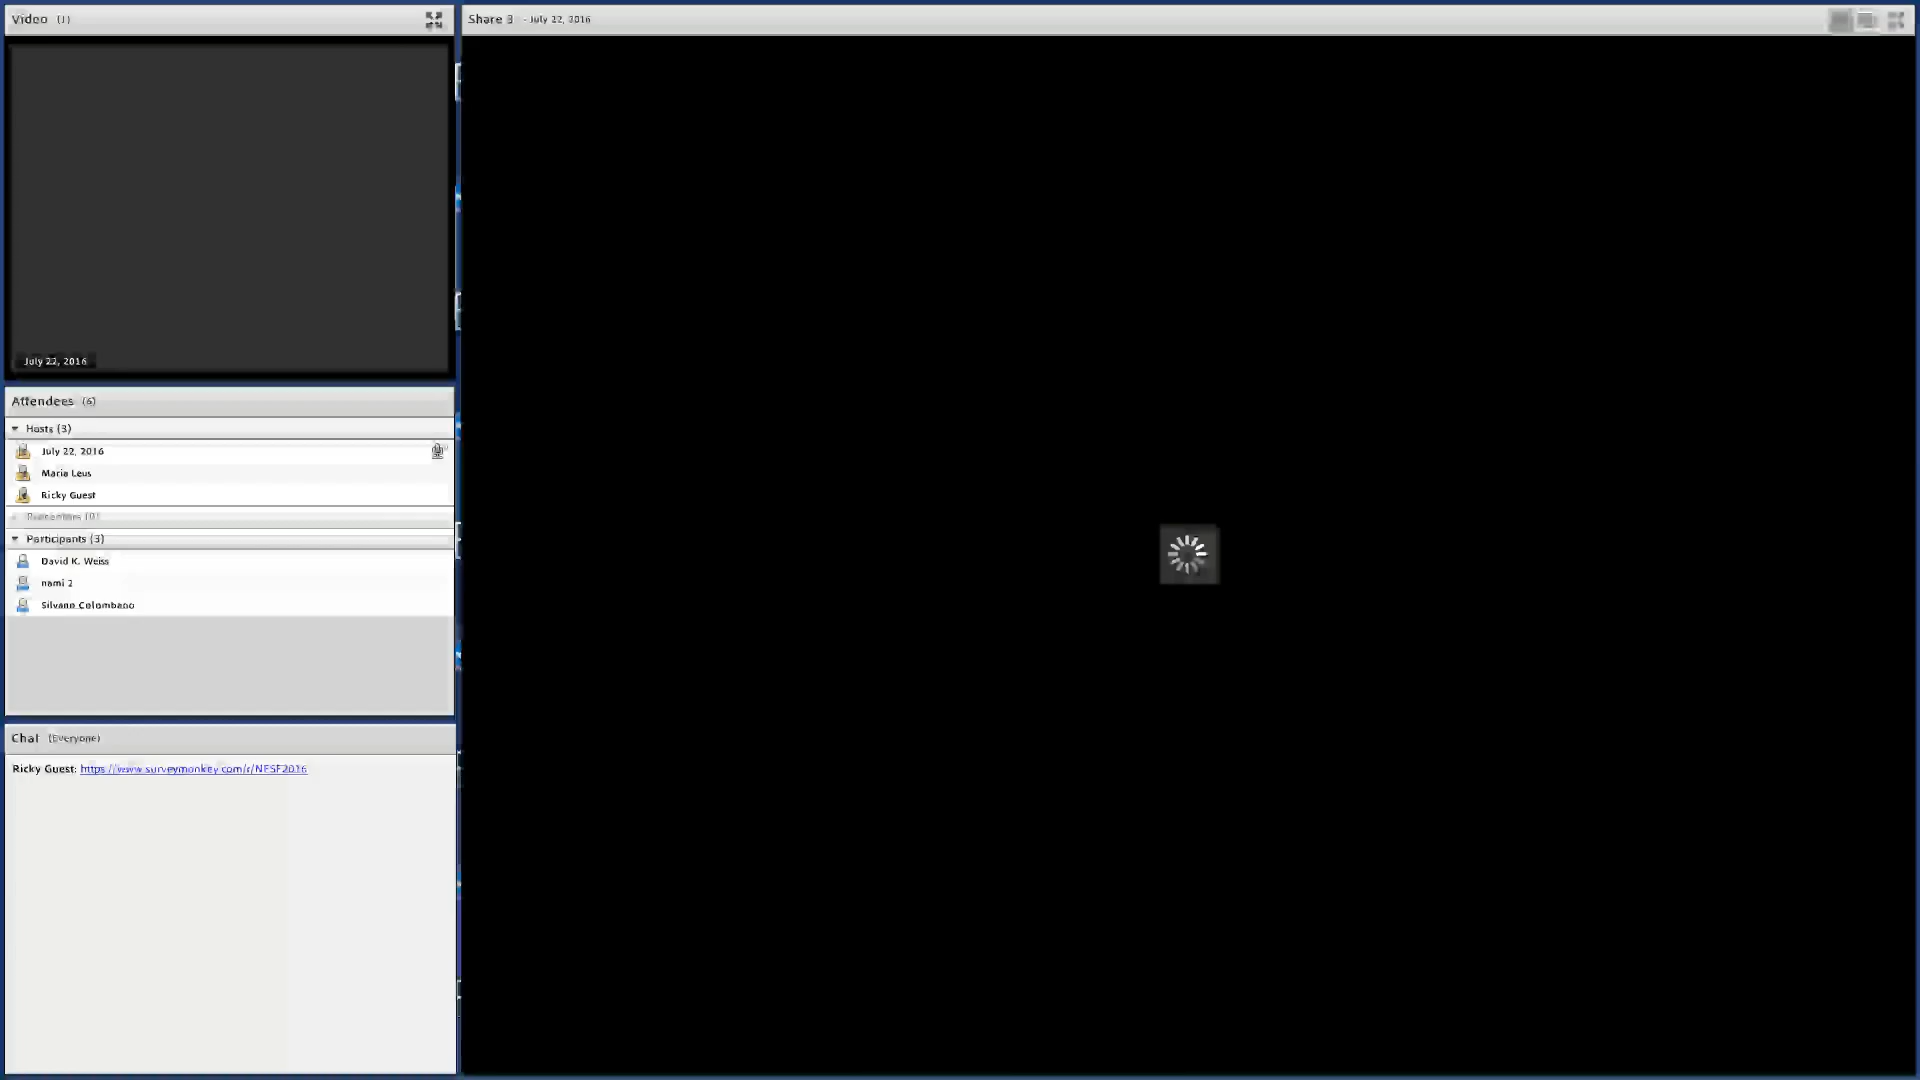 Video (1)
Share 3 - July 22, 2016
July 22, 2016
Attendees (6)
Hosts (3)
July 22, 2016
Maria Leus
Ricky Guest
Presenters (0)
Participants (3)
David K. Weiss
nami 2
Silvano Colombano
Chat (Everyone)
Ricky Guest: https://www.surveymonkey.com/r/NESF2016